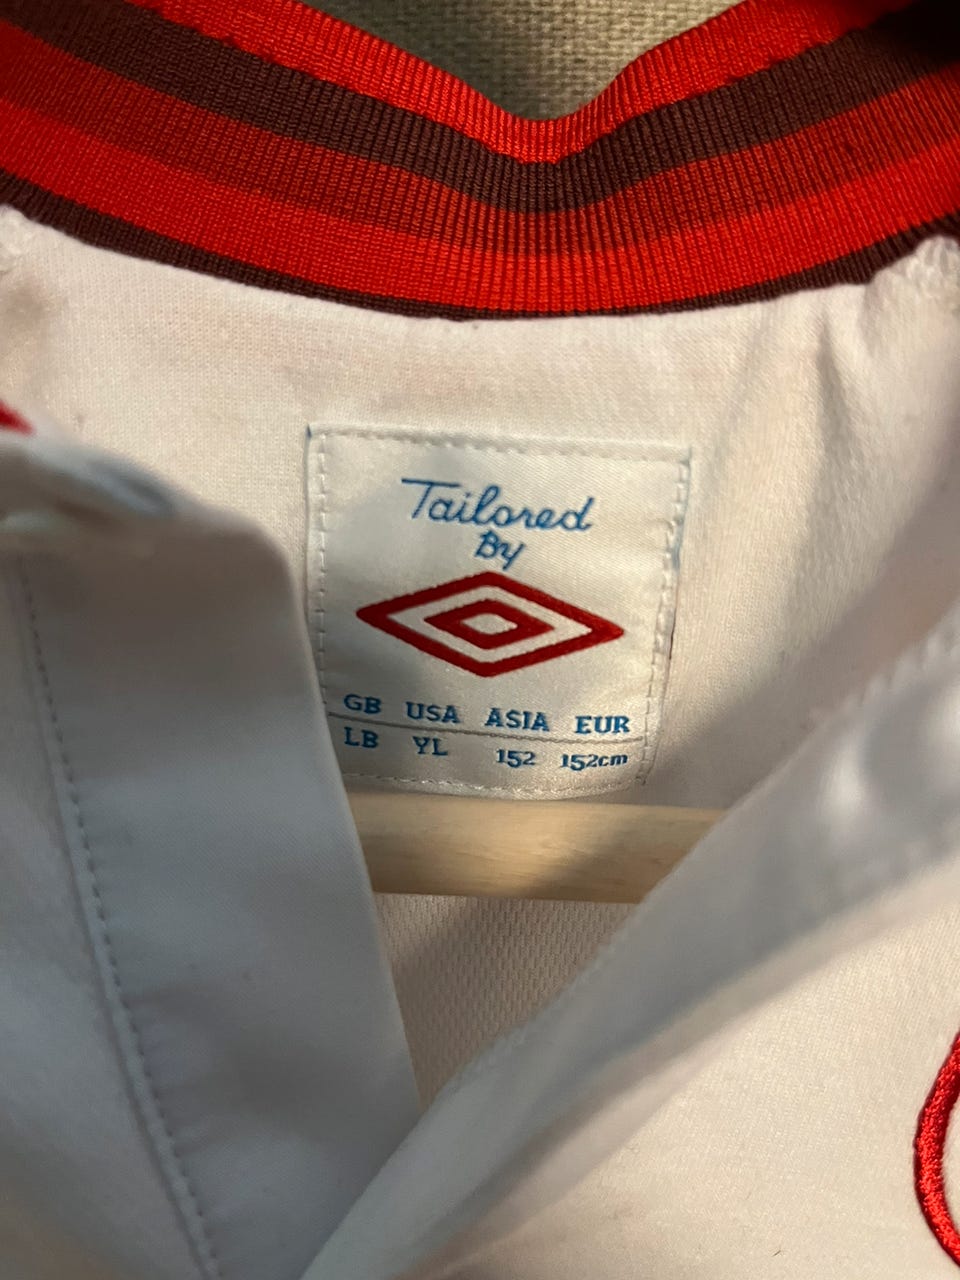 Tailored
By
GB USA ASIA EUR
LB YL 152 152cm